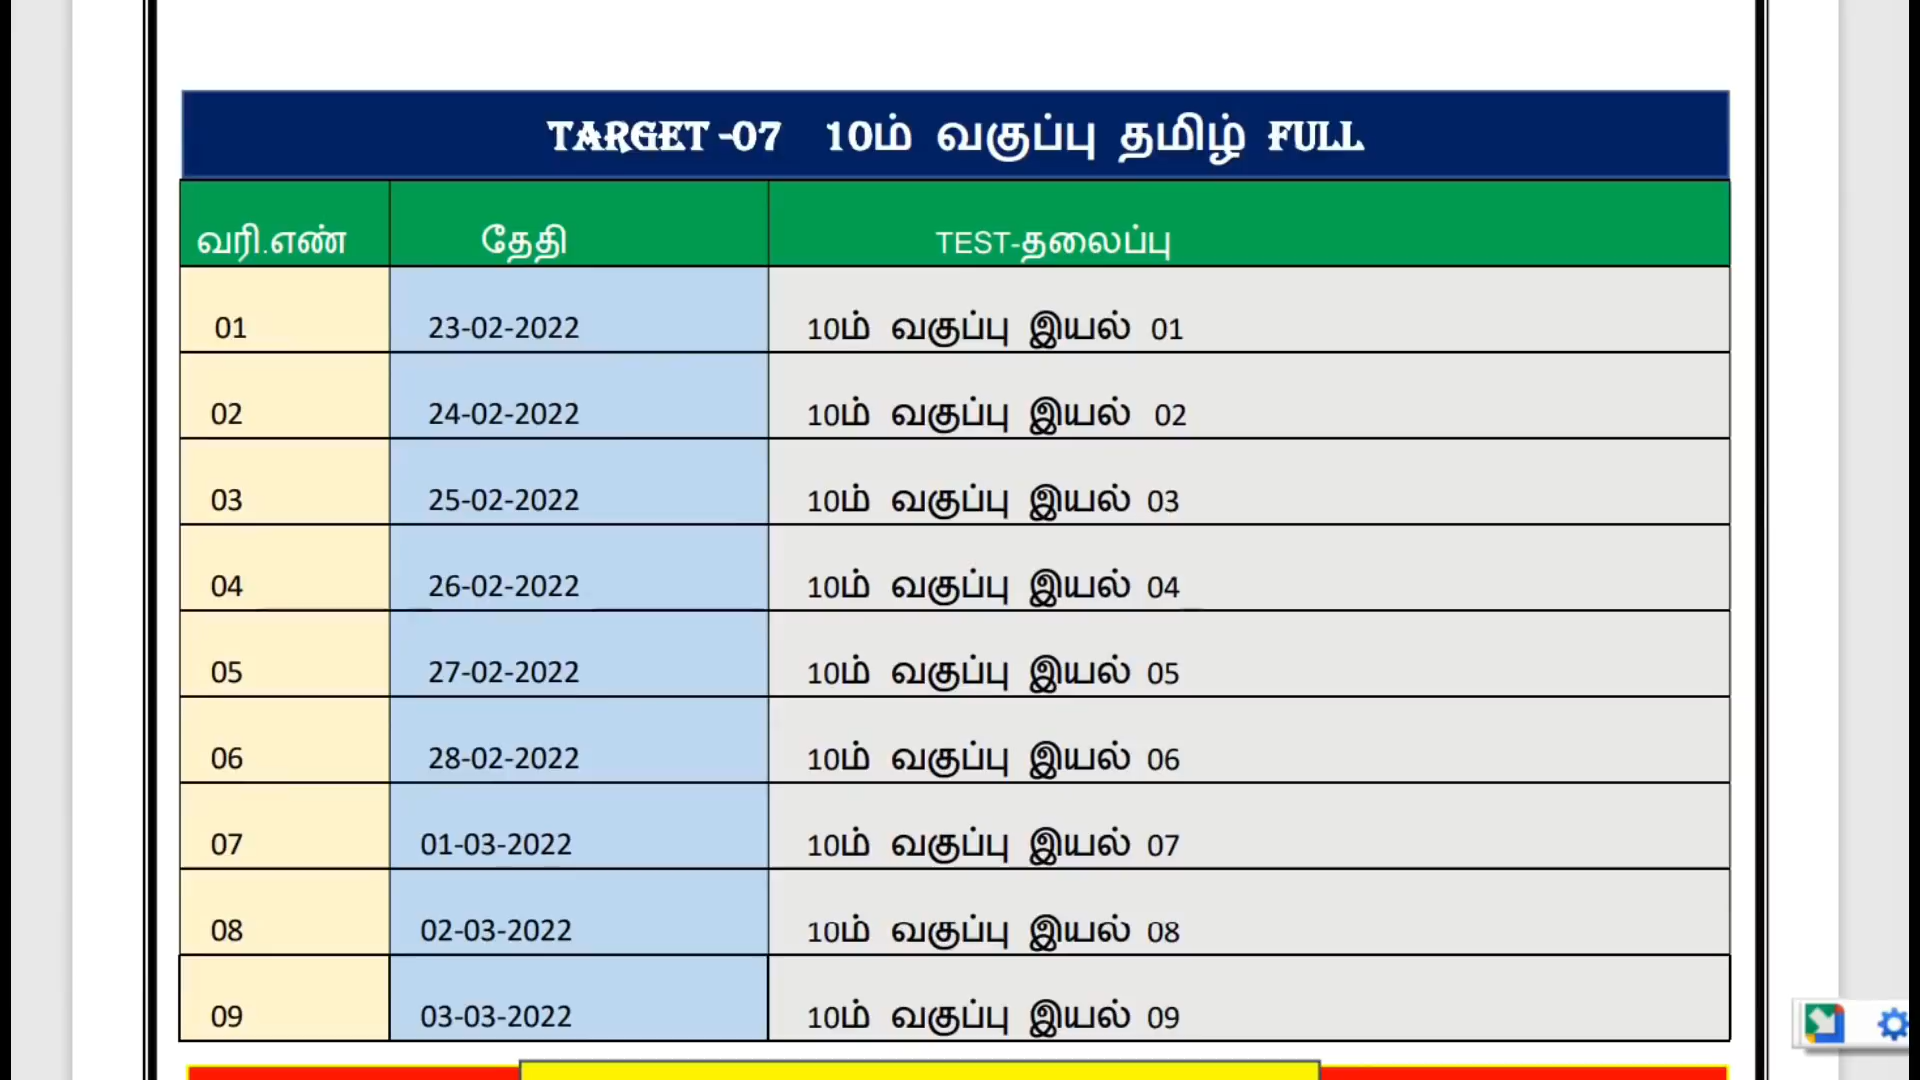 TARGET -07 10ம் வகுப்பு தமிழ் FULL
வரி.எண் தேதி TEST-தலைப்பு
01 23-02-2022 10ம் வகுப்பு இயல் 01
02 24-02-2022 10ம் வகுப்பு இயல் 02
03 25-02-2022 10ம் வகுப்பு இயல் 03
04 26-02-2022 10ம் வகுப்பு இயல் 04
05 27-02-2022 10ம் வகுப்பு இயல் 05
06 28-02-2022 10ம் வகுப்பு இயல் 06
07 01-03-2022 10ம் வகுப்பு இயல் 07
08 02-03-2022 10ம் வகுப்பு இயல் 08
09 03-03-2022 10ம் வகுப்பு இயல் 09